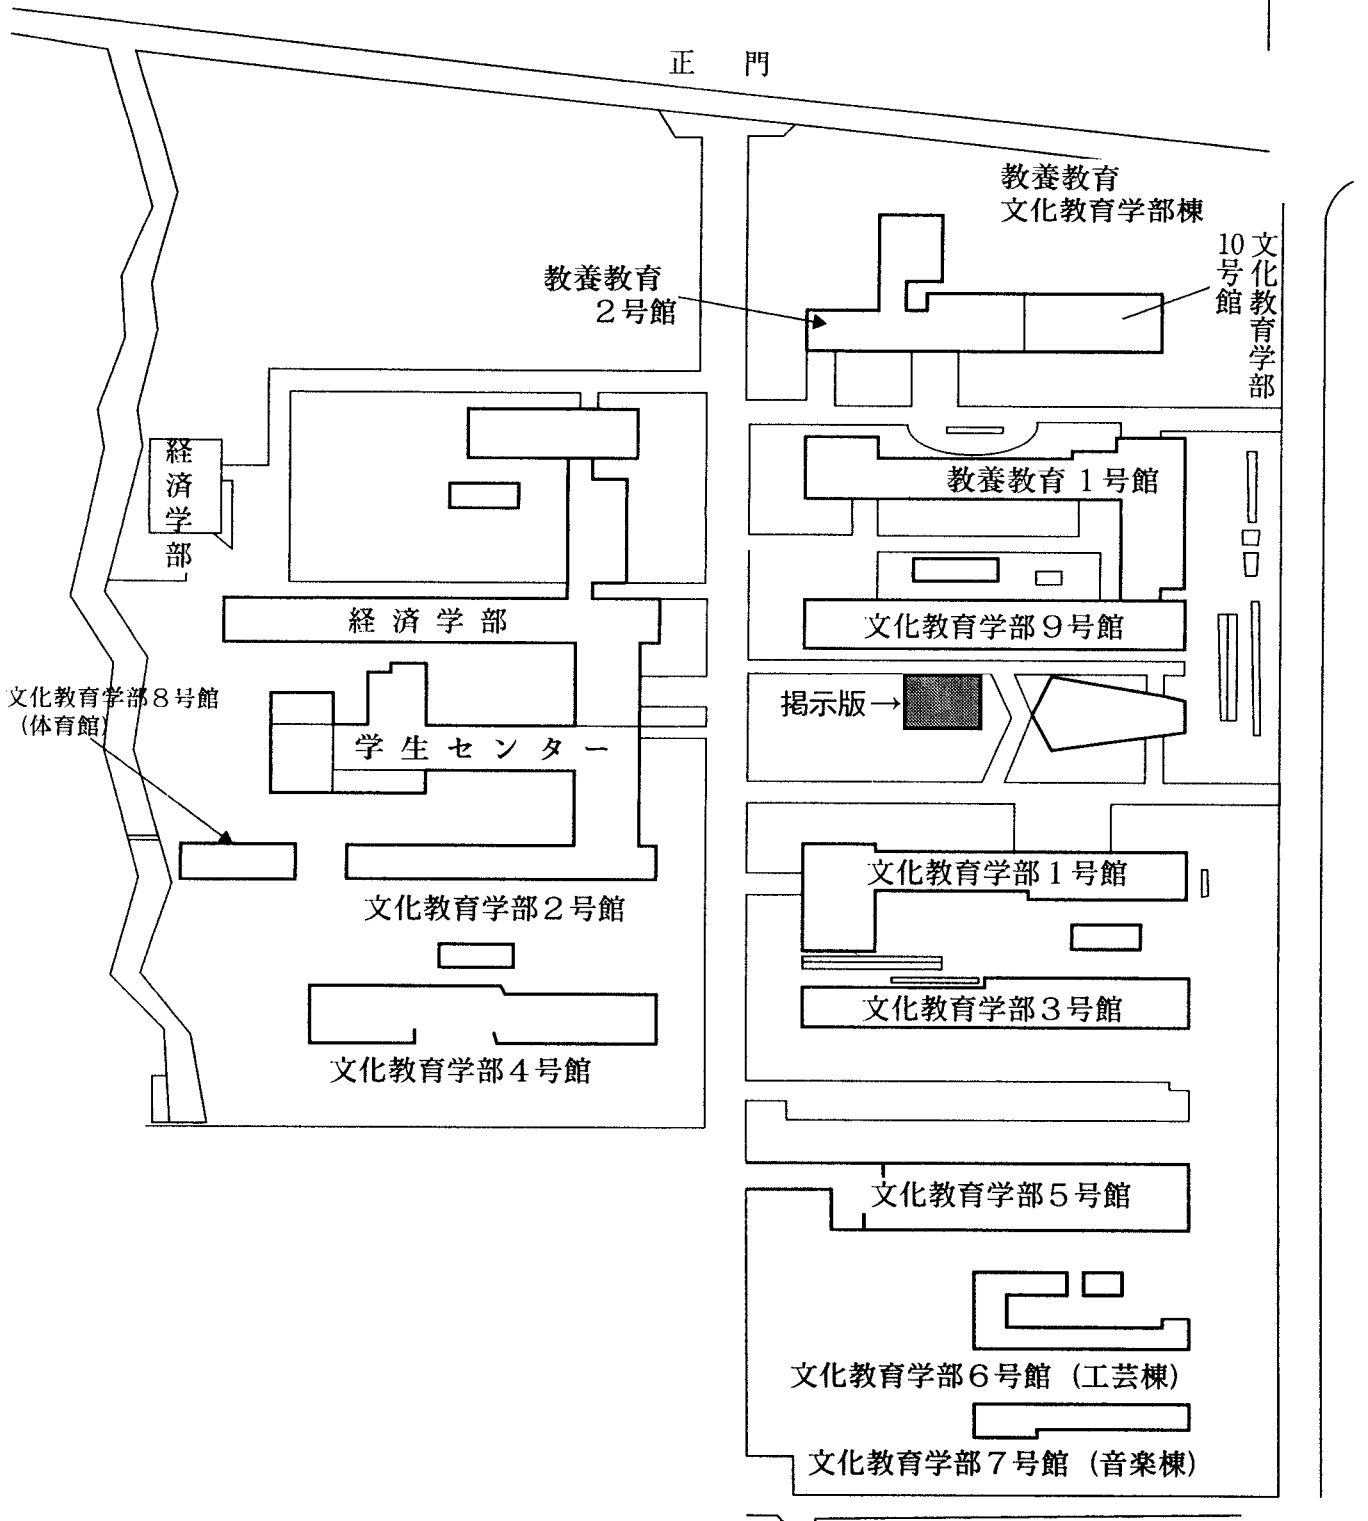 正　門
教養教育
文化教育学部棟
文化教育学部
10号館
教養教育
２号館
経済学部
教養教育１号館
経済学部
文化教育学部９号館
文化教育学部８号館
（体育館）
掲示版→
学生センター
文化教育学部１号館
文化教育学部２号館
文化教育学部３号館
文化教育学部４号館
文化教育学部５号館
文化教育学部６号館（工芸棟）
文化教育学部７号館（音楽棟）